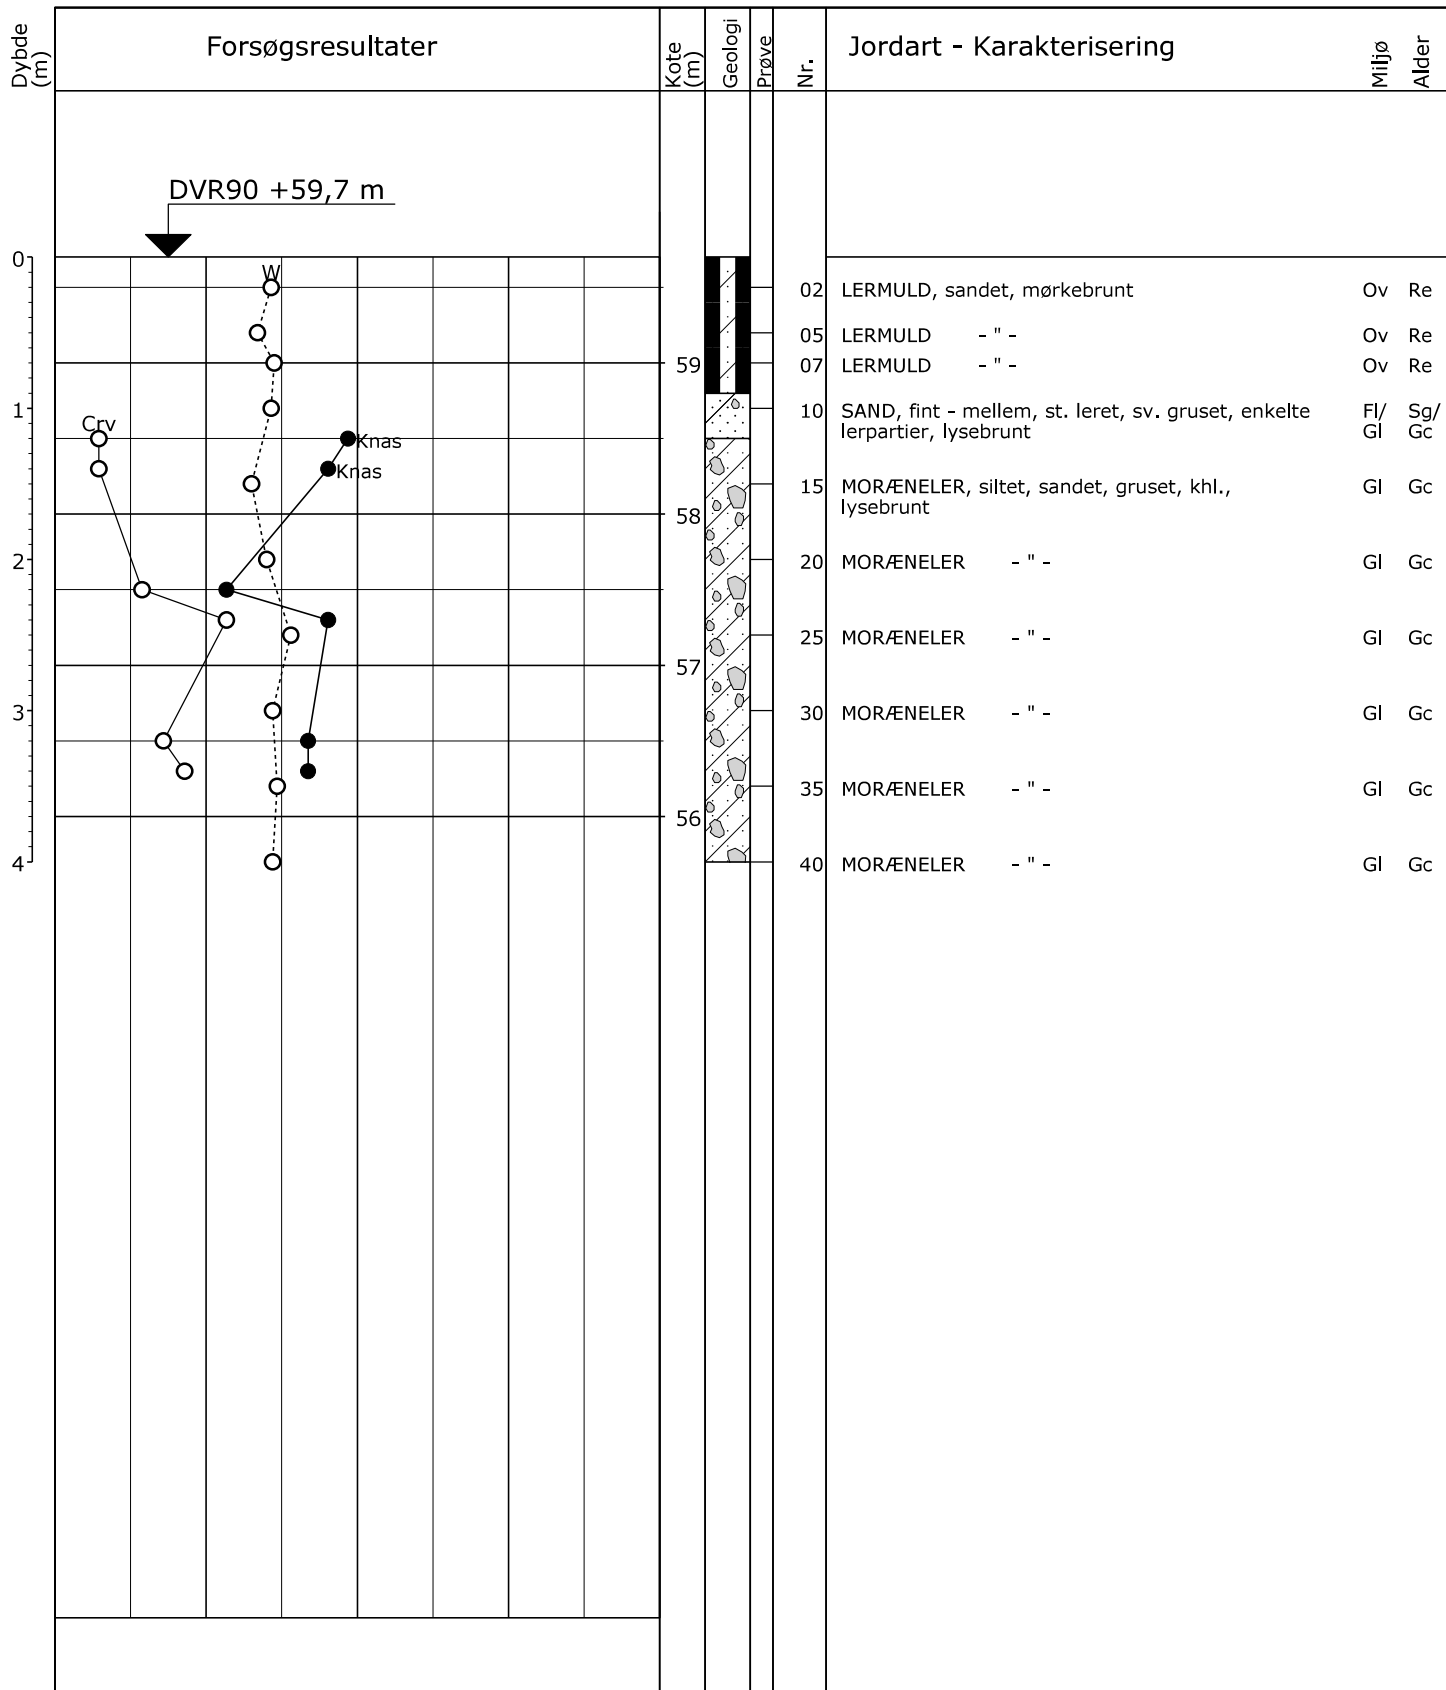 Dybde (m)
Forsøgsresultater
Kote (m)
Geologi
Prøve
Nr.
Jordart - Karakterisering
Miljø
Alder
DVR90 +59,7 m
0
W
02 LERMULD, sandet, mørkebrunt Ov Re
05 LERMULD - " - Ov Re
59
07 LERMULD - " - Ov Re
1
10 SAND, fint - mellem, st. leret, sv. gruset, enkelte Fl/ Sg/
lerpartier, lysebrunt Gl Gc
Crv
Knas
Knas
15 MORÆNELER, siltet, sandet, gruset, khl., Gl Gc
lysebrunt
58
2
20 MORÆNELER - " - Gl Gc
25 MORÆNELER - " - Gl Gc
57
3
30 MORÆNELER - " - Gl Gc
35 MORÆNELER - " - Gl Gc
56
4
40 MORÆNELER - " - Gl Gc